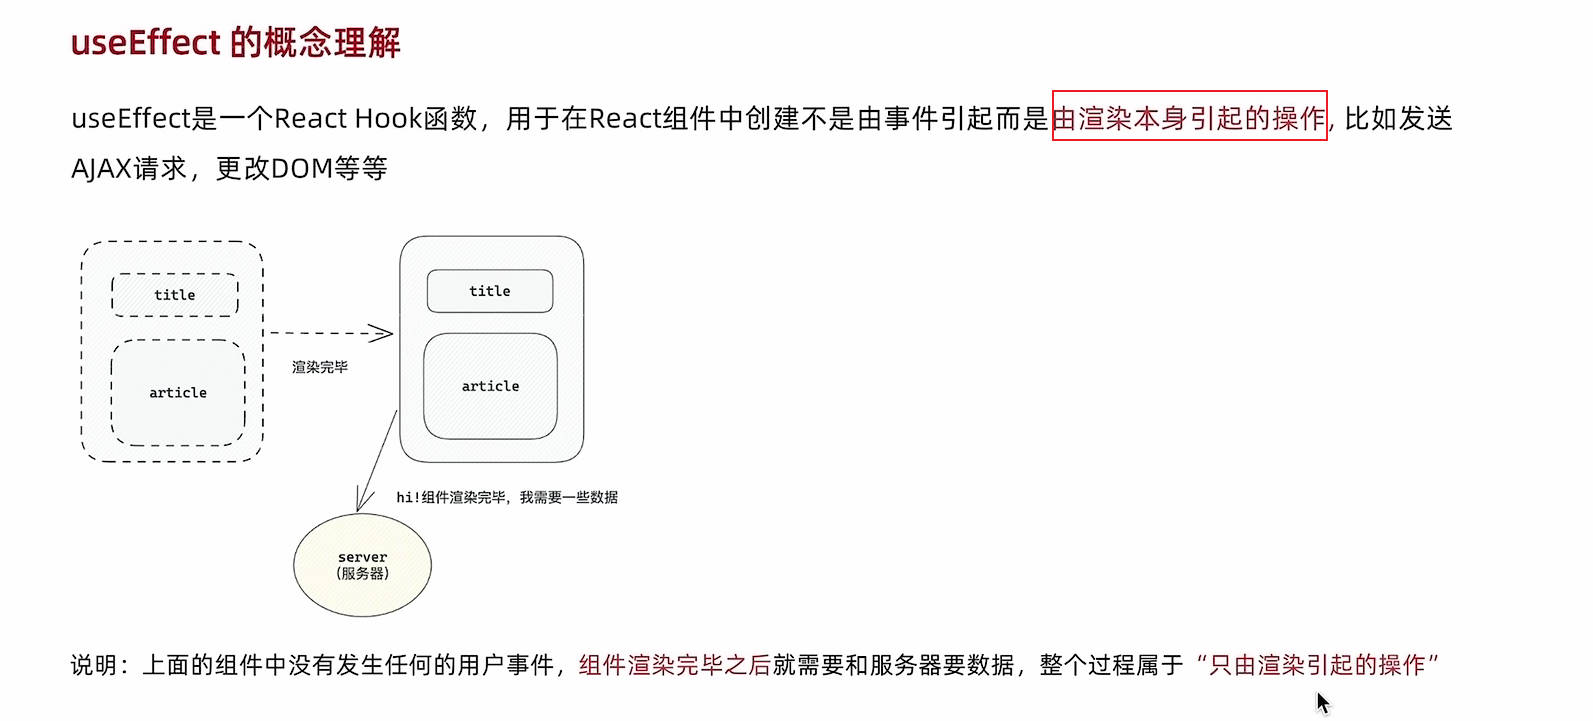 useEffect 的概念理解
useEffect是一个React Hook函数，用于在React组件中创建不是由事件引起而是由渲染本身引起的操作, 比如发送
AJAX请求，更改DOM等等
title
title
article
渲染完毕
article
hi!组件渲染完毕，我需要一些数据
server
(服务器)
说明：上面的组件中没有发生任何的用户事件，组件渲染完毕之后就需要和服务器要数据，整个过程属于“只由渲染引起的操作”